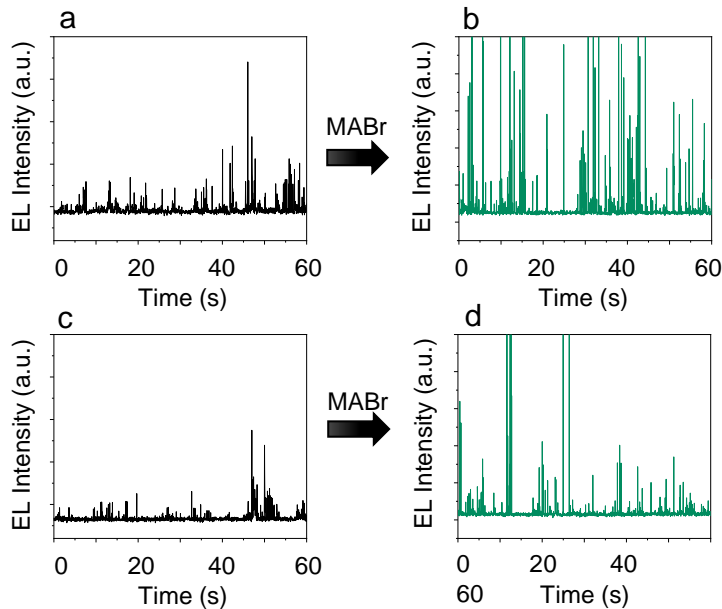 a
EL Intensity (a.u.)
0 20 40 60
Time (s)
MABr
b
EL Intensity (a.u.)
0 20 40 60
Time (s)
c
EL Intensity (a.u.)
0 20 40 60
Time (s)
MABr
d
EL Intensity (a.u.)
0 20 40
60
Time (s)